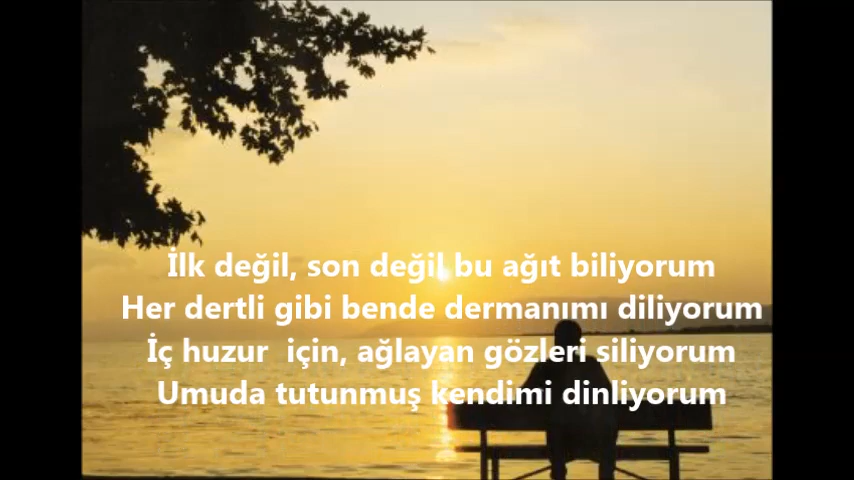 İlk değil, son değil bu ağıt biliyorum
Her dertli gibi bende dermanımı diliyorum
İç huzur  için, ağlayan gözleri siliyorum
Umuda tutunmuş kendimi dinliyorum